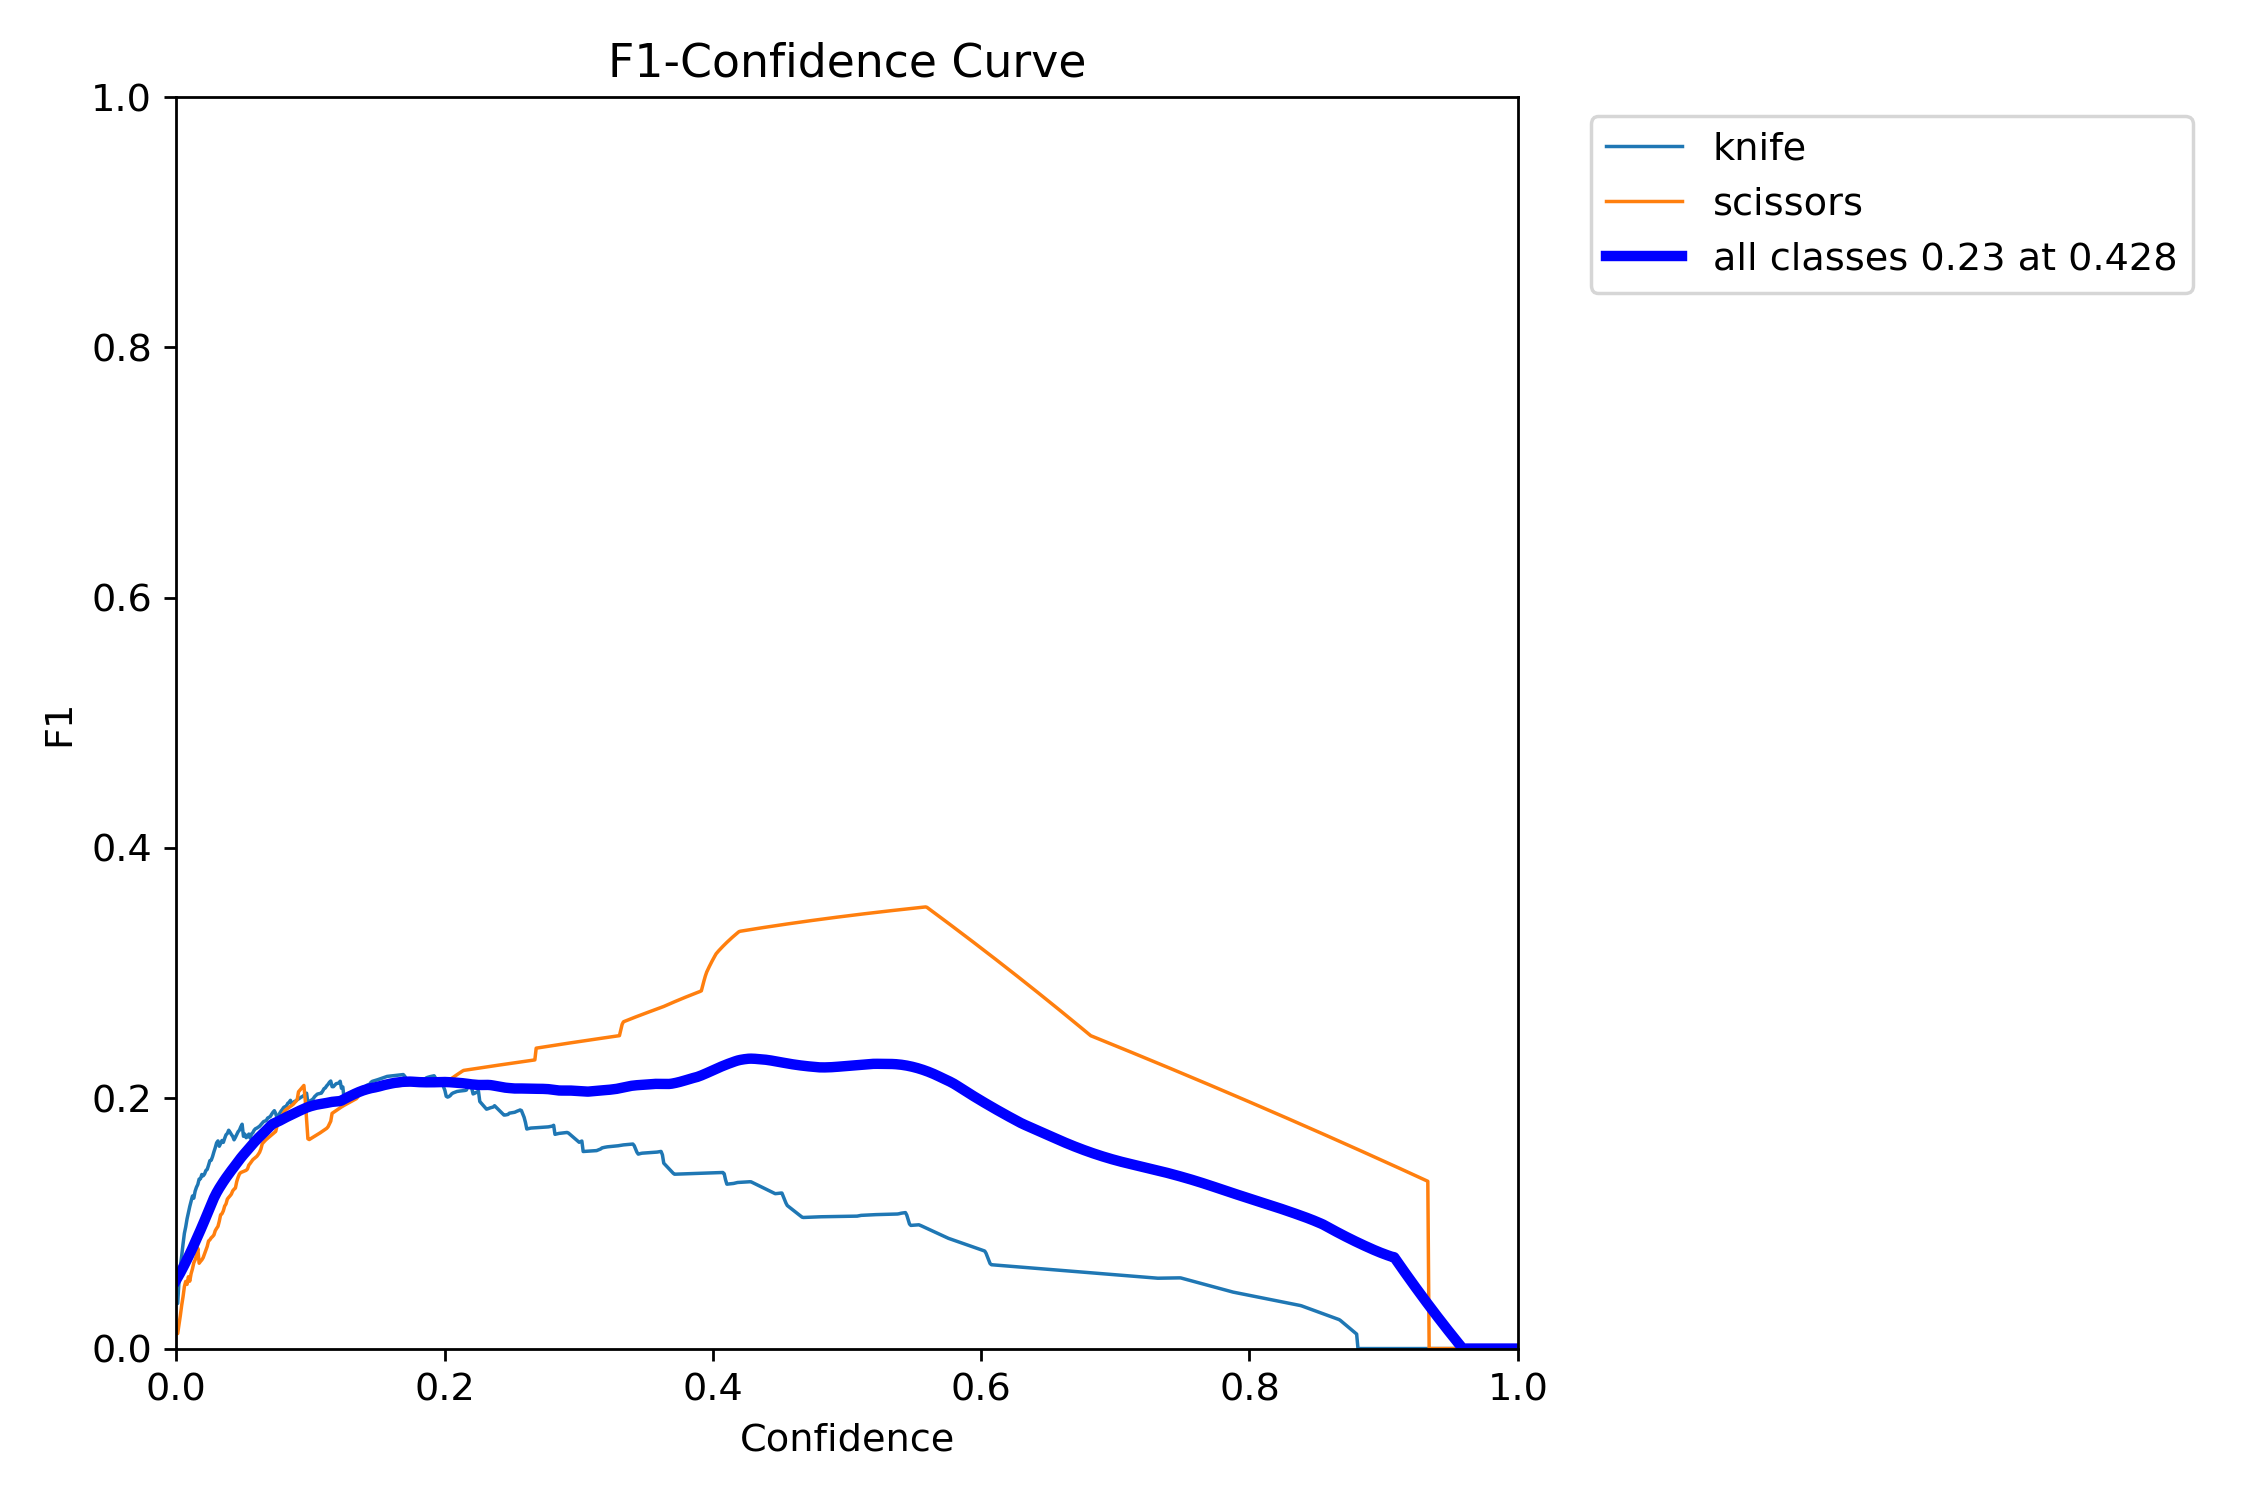 F1-Confidence Curve
1.0
0.8
0.6
0.4
0.2
0.0
F1
0.0 0.2 0.4 0.6 0.8 1.0
Confidence
knife
scissors
all classes 0.23 at 0.428